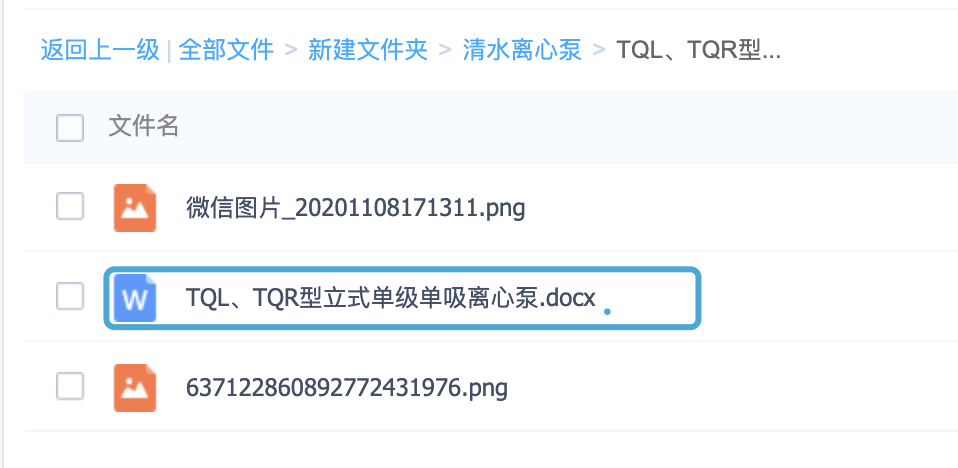 返回上一级 | 全部文件 > 新建文件夹 > 清水离心泵 > TQL、TQR型...
文件名
微信图片_20201108171311.png
W TQL、TQR型立式单级单吸离心泵.docx
637122860892772431976.png